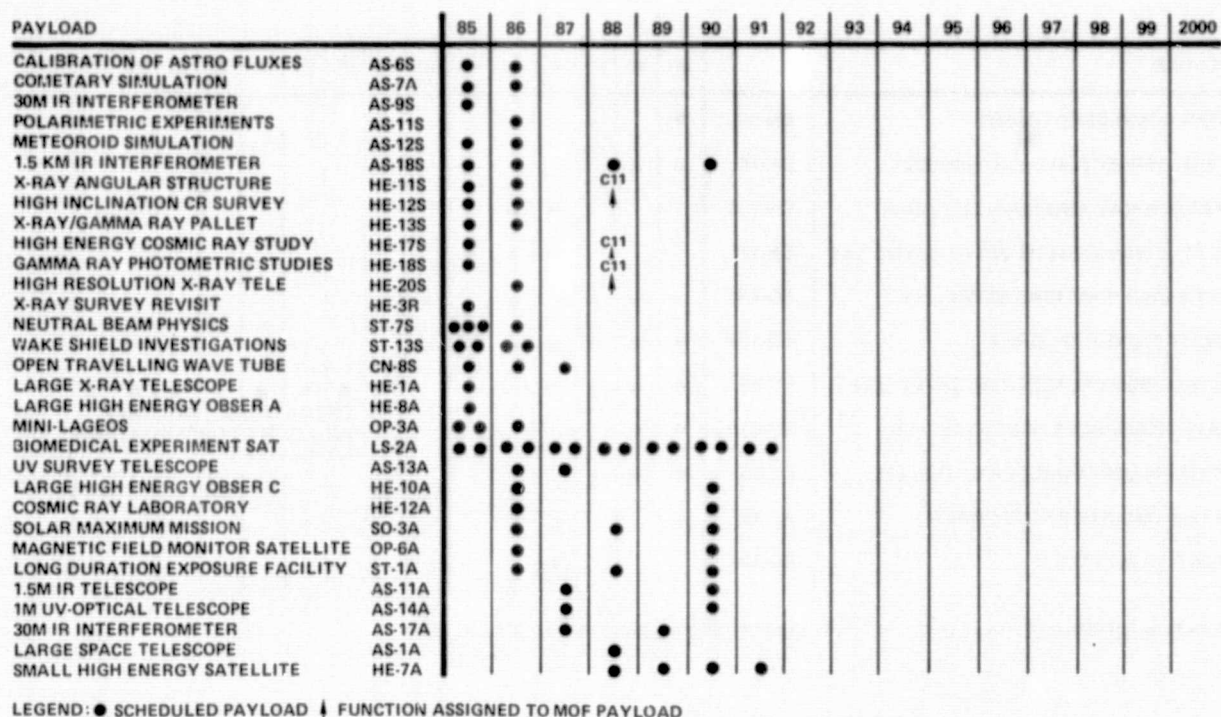 PAYLOAD 85 86 87 88 89 90 91 92 93 94 95 96 97 98 99 2000
CALIBRATION OF ASTRO FLUXES AS-6S ● ●
COMETARY SIMULATION AS-7A ● ●
30M IR INTERFEROMETER AS-9S ●
POLARIMETRIC EXPERIMENTS AS-11S ●
METEOROID SIMULATION AS-12S ● ●
1.5 KM IR INTERFEROMETER AS-18S ● ● ● ●
X-RAY ANGULAR STRUCTURE HE-11S ● ● C11
HIGH INCLINATION CR SURVEY HE-12S ● ●
X-RAY/GAMMA RAY PALLET HE-13S ● ●
HIGH ENERGY COSMIC RAY STUDY HE-17S ● C11
GAMMA RAY PHOTOMETRIC STUDIES HE-18S ● C11
HIGH RESOLUTION X-RAY TELE HE-20S ●
X-RAY SURVEY REVISIT HE-3R ●
NEUTRAL BEAM PHYSICS ST-7S ● ● ● ●
WAKE SHIELD INVESTIGATIONS ST-13S ● ● ● ●
OPEN TRAVELLING WAVE TUBE CN-8S ● ● ●
LARGE X-RAY TELESCOPE HE-1A ●
LARGE HIGH ENERGY OBSER A HE-8A ●
MINI-LAGEOS OP-3A ● ● ●
BIOMEDICAL EXPERIMENT SAT LS-2A ● ● ● ● ● ● ● ● ● ● ● ● ● ●
UV SURVEY TELESCOPE AS-13A ● ●
LARGE HIGH ENERGY OBSER C HE-10A ● ●
COSMIC RAY LABORATORY HE-12A ● ●
SOLAR MAXIMUM MISSION SO-3A ● ● ●
MAGNETIC FIELD MONITOR SATELLITE OP-6A ● ●
LONG DURATION EXPOSURE FACILITY ST-1A ● ● ●
1.5M IR TELESCOPE AS-11A ● ●
1M UV-OPTICAL TELESCOPE AS-14A ● ●
30M IR INTERFEROMETER AS-17A ● ●
LARGE SPACE TELESCOPE AS-1A ●
SMALL HIGH ENERGY SATELLITE HE-7A ● ● ● ●
LEGEND: ● SCHEDULED PAYLOAD FUNCTION ASSIGNED TO MOF PAYLOAD